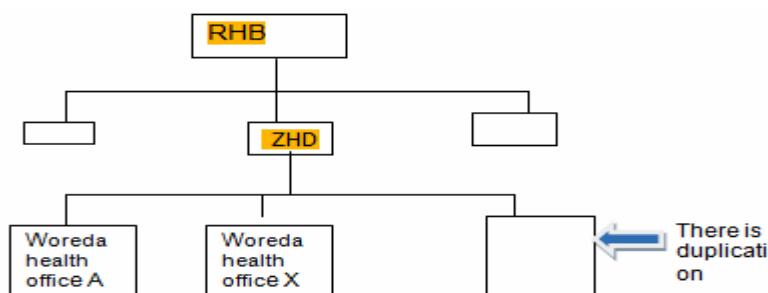 RHB
ZHD
Woreda
health
office A
Woreda
health
office X
There is
duplicati
on